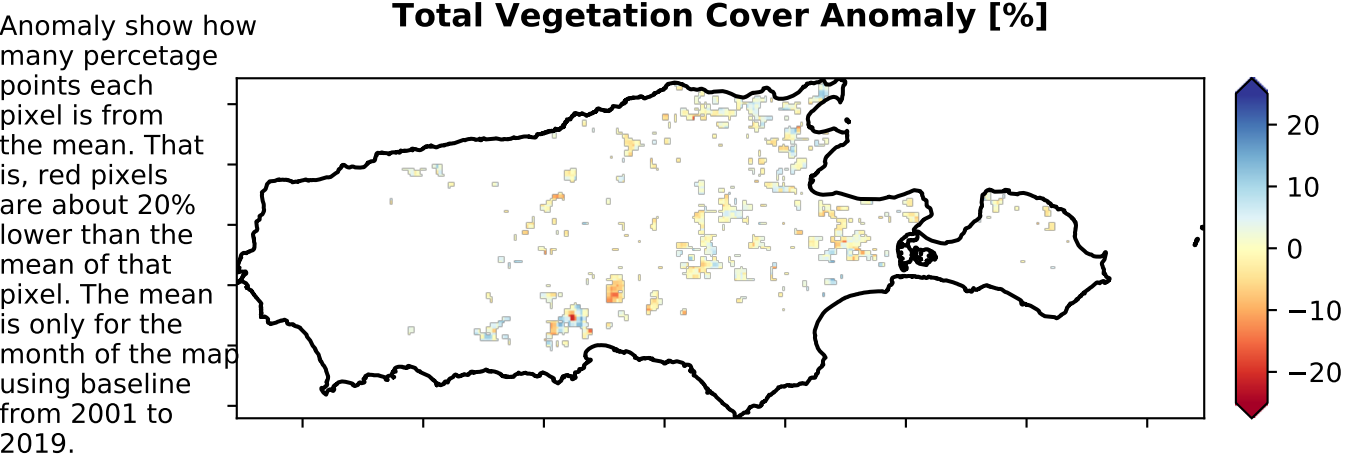 Total Vegetation Cover Anomaly [%]
Anomaly show how
many percetage
points each
pixel is from
the mean. That
is, red pixels
are about 20%
lower than the
mean of that
pixel. The mean
is only for the
month of the map
using baseline
from 2001 to
2019.
20
10
0
−10
−20